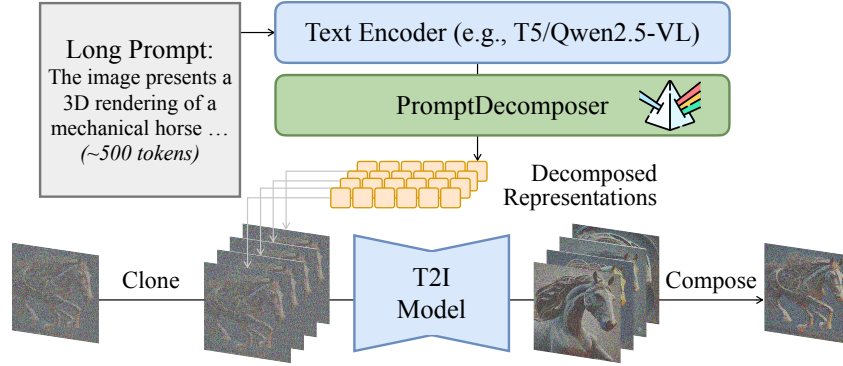 Long Prompt:
The image presents a
3D rendering of a
mechanical horse ...
(~500 tokens)
Text Encoder (e.g., T5/Qwen2.5-VL)
PromptDecomposer
Decomposed
Representations
Clone
T2I
Model
Compose